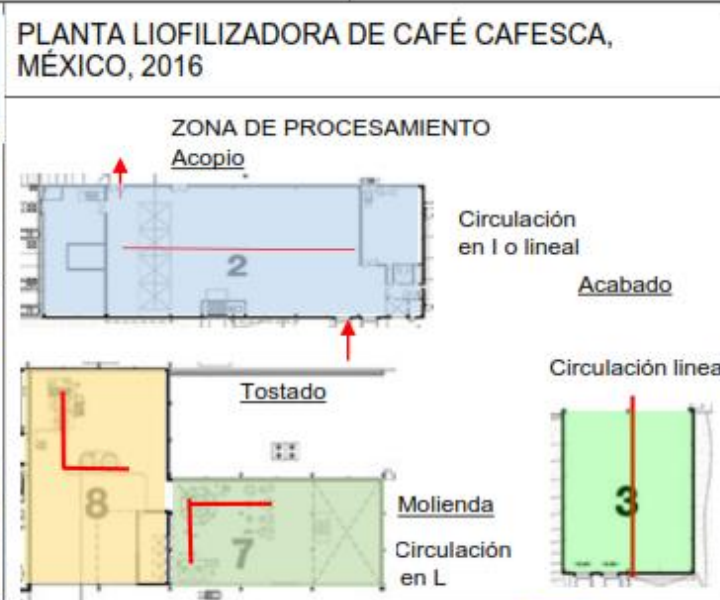 PLANTA LIOFILIZADORA DE CAFÉ CAFESCA,
MÉXICO, 2016
ZONA DE PROCESAMIENTO
Acopio
2
Circulación
en I o lineal
Acabado
Circulación linea
Tostado
8
7
Molienda
Circulación
en L
3